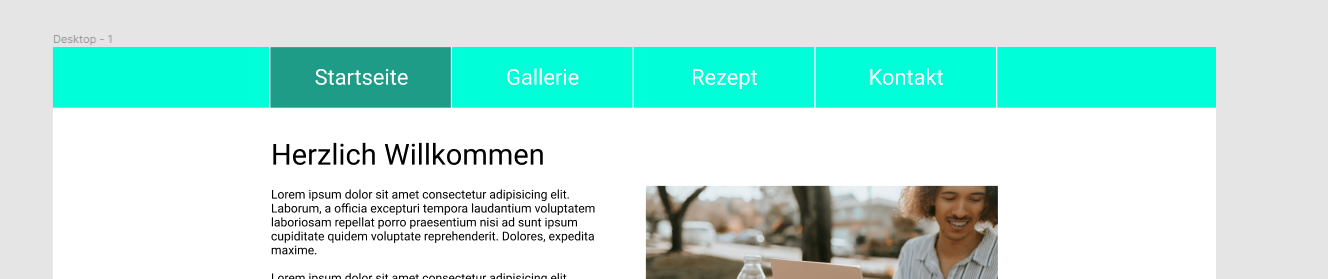 Desktop - 1
Startseite Gallerie Rezept Kontakt
Herzlich Willkommen
Lorem ipsum dolor sit amet consectetur adipisicing elit.
Laborum, a officia excepturi tempora laudantium voluptatem
laboriosam repellat porro praesentium nisi ad sunt ipsum
cupiditate quidem voluptate reprehenderit. Dolores, expedita
maxime.
Lorem ipsum dolor sit amet consectetur adipisicing elit.